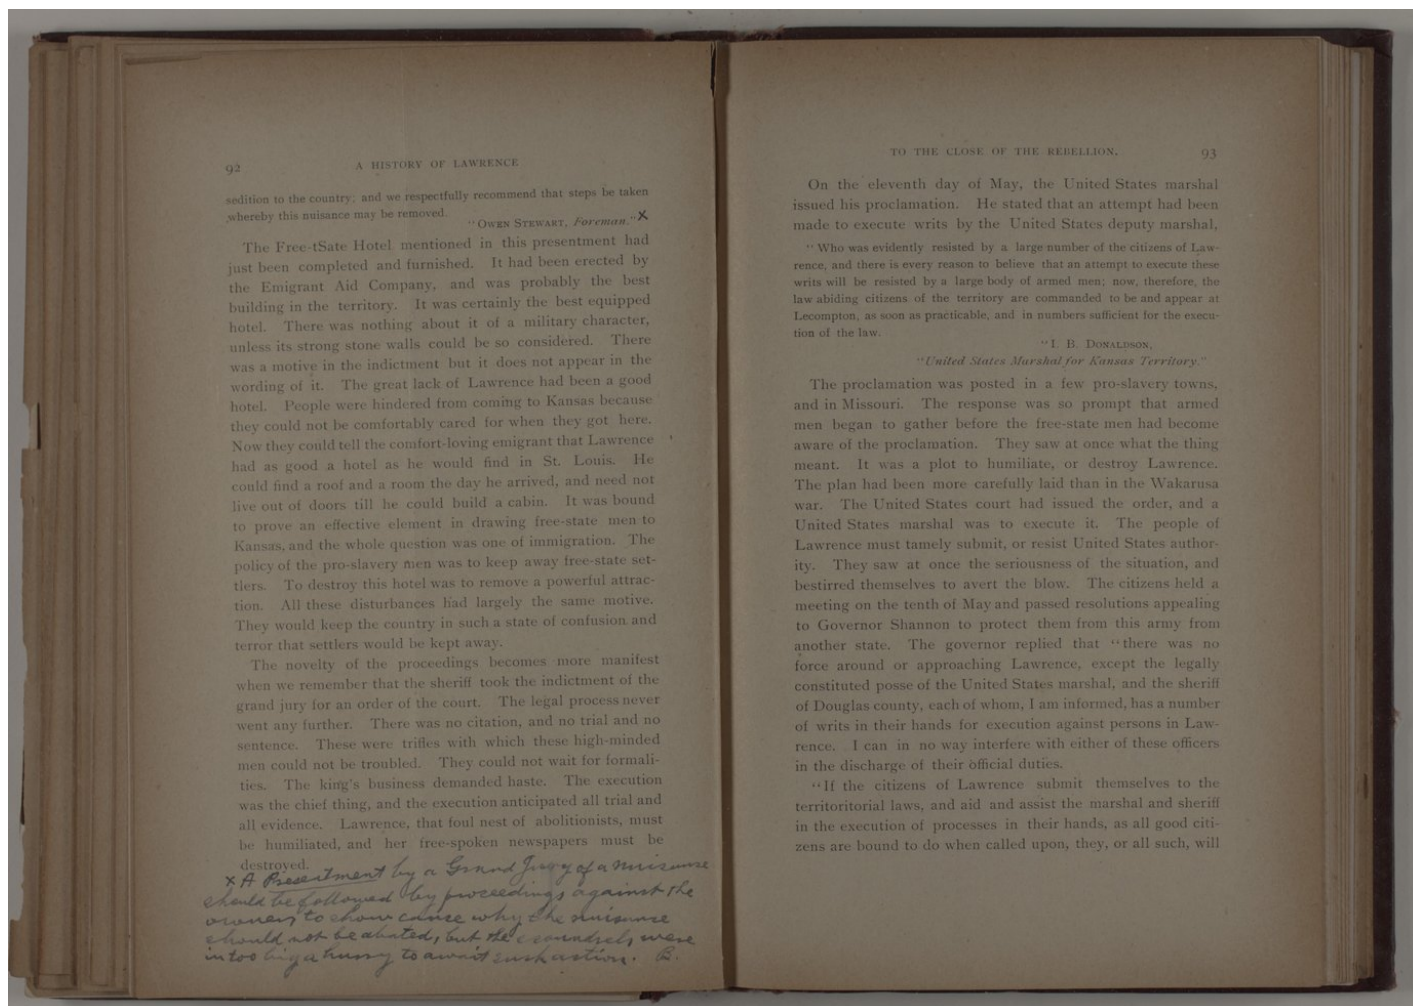 92
A HISTORY OF LAWRENCE
sedition to the country; and we respectfully recommend that steps be taken
whereby this nuisance may be removed.
"OWEN STEWART, Foreman." x
The Free-tSate Hotel mentioned in this presentment had
just been completed and furnished. It had been erected by
the Emigrant Aid Company, and was probably the best
building in the territory. It was certainly the best equipped
hotel. There was nothing about it of a military character,
unless its strong stone walls could be so considered. There
was a motive in the indictment but it does not appear in the
wording of it. The great lack of Lawrence had been a good
hotel. People were hindered from coming to Kansas because
they could not be comfortably cared for when they got here.
Now they could tell the comfort-loving emigrant that Lawrence
had as good a hotel as he would find in St. Louis. He
could find a roof and a room the day he arrived, and need not
live out of doors till he could build a cabin. It was bound
to prove an effective element in drawing free-state men to
Kansas, and the whole question was one of immigration. The
policy of the pro-slavery men was to keep away free-state set-
tlers. To destroy this hotel was to remove a powerful attrac-
tion. All these disturbances had largely the same motive.
They would keep the country in such a state of confusion and
terror that settlers would be kept away.
The novelty of the proceedings becomes more manifest
when we remember that the sheriff took the indictment of the
grand jury for an order of the court. The legal process never
went any further. There was no citation, and no trial and no
sentence. These were trifles with which these high-minded
men could not be troubled. They could not wait for formali-
ties. The king's business demanded haste. The execution
was the chief thing, and the execution anticipated all trial and
all evidence. Lawrence, that foul nest of abolitionists, must
be humiliated, and her free-spoken newspapers must be
destroyed.
x A Presentment by a Grand Jury of a nuisance
should be followed by proceedings against the
owners to show cause why the nuisance
should not be abated, but the scoundrels were
in too big a hurry to await such action. B.
TO THE CLOSE OF THE REBELLION.
93
On the eleventh day of May, the United States marshal
issued his proclamation. He stated that an attempt had been
made to execute writs by the United States deputy marshal,
"Who was evidently resisted by a large number of the citizens of Law-
rence, and there is every reason to believe that an attempt to execute these
writs will be resisted by a large body of armed men; now, therefore, the
law abiding citizens of the territory are commanded to be and appear at
Lecompton, as soon as practicable, and in numbers sufficient for the execu-
tion of the law.
"I. B. DONALDSON,
"United States Marshal for Kansas Territory."
The proclamation was posted in a few pro-slavery towns,
and in Missouri. The response was so prompt that armed
men began to gather before the free-state men had become
aware of the proclamation. They saw at once what the thing
meant. It was a plot to humiliate, or destroy Lawrence.
The plan had been more carefully laid than in the Wakarusa
war. The United States court had issued the order, and a
United States marshal was to execute it. The people of
Lawrence must tamely submit, or resist United States author-
ity. They saw at once the seriousness of the situation, and
bestirred themselves to avert the blow. The citizens held a
meeting on the tenth of May and passed resolutions appealing
to Governor Shannon to protect them from this army from
another state. The governor replied that "there was no
force around or approaching Lawrence, except the legally
constituted posse of the United States marshal, and the sheriff
of Douglas county, each of whom, I am informed, has a number
of writs in their hands for execution against persons in Law-
rence. I can in no way interfere with either of these officers
in the discharge of their official duties.
"If the citizens of Lawrence submit themselves to the
territoritorial laws, and aid and assist the marshal and sheriff
in the execution of processes in their hands, as all good citi-
zens are bound to do when called upon, they, or all such, will